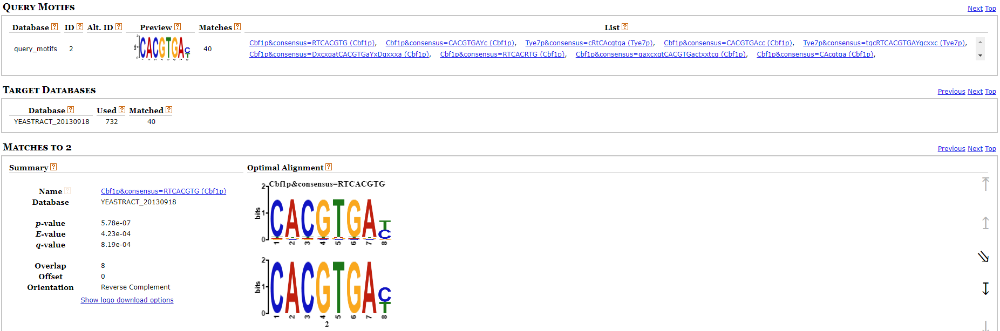 QUERY MOTIFS
Next Top
Database ? ID ? Alt. ID ? Preview ? Matches ? List ?
query_motifs 2 CACGTGACT 40 Cbf1p&consensus=RTCACGTG (Cbf1p), Cbf1p&consensus=CACGTGAYc (Cbf1p), Tye7p&consensus=cRtCAcgtga (Tye7p), Cbf1p&consensus=CACGTGAcc (Cbf1p), Tye7p&consensus=tgcRTCACGTGAYgcxxc (Tye7p),
Cbf1p&consensus=DxcxgatCACGTGaYxDgxxxa (Cbf1p), Cbf1p&consensus=RTCACRTG (Cbf1p), Cbf1p&consensus=gaxcxgtCACGTGactxxtcg (Cbf1p), Cbf1p&consensus=CAcgtga (Cbf1p),
TARGET DATABASES
Previous Next Top
Database ? Used ? Matched ?
YEASTRACT_20130918 732 40
MATCHES TO 2
Previous Next Top
Summary ? Optimal Alignment ?
Name ? Cbf1p&consensus=RTCACGTG (Cbf1p)
Database YEASTRACT_20130918
p-value 5.78e-07
E-value 4.23e-04
q-value 8.19e-04
Overlap 8
Offset 0
Orientation Reverse Complement
Show logo download options
Cbf1p&consensus=RTCACGTG
bits
2
1
0
CACGTGATC
1 2 3 4 5 6 7 8
bits
2
1
0
CACGTGACT
1 2 3 4 5 6 7 8
2